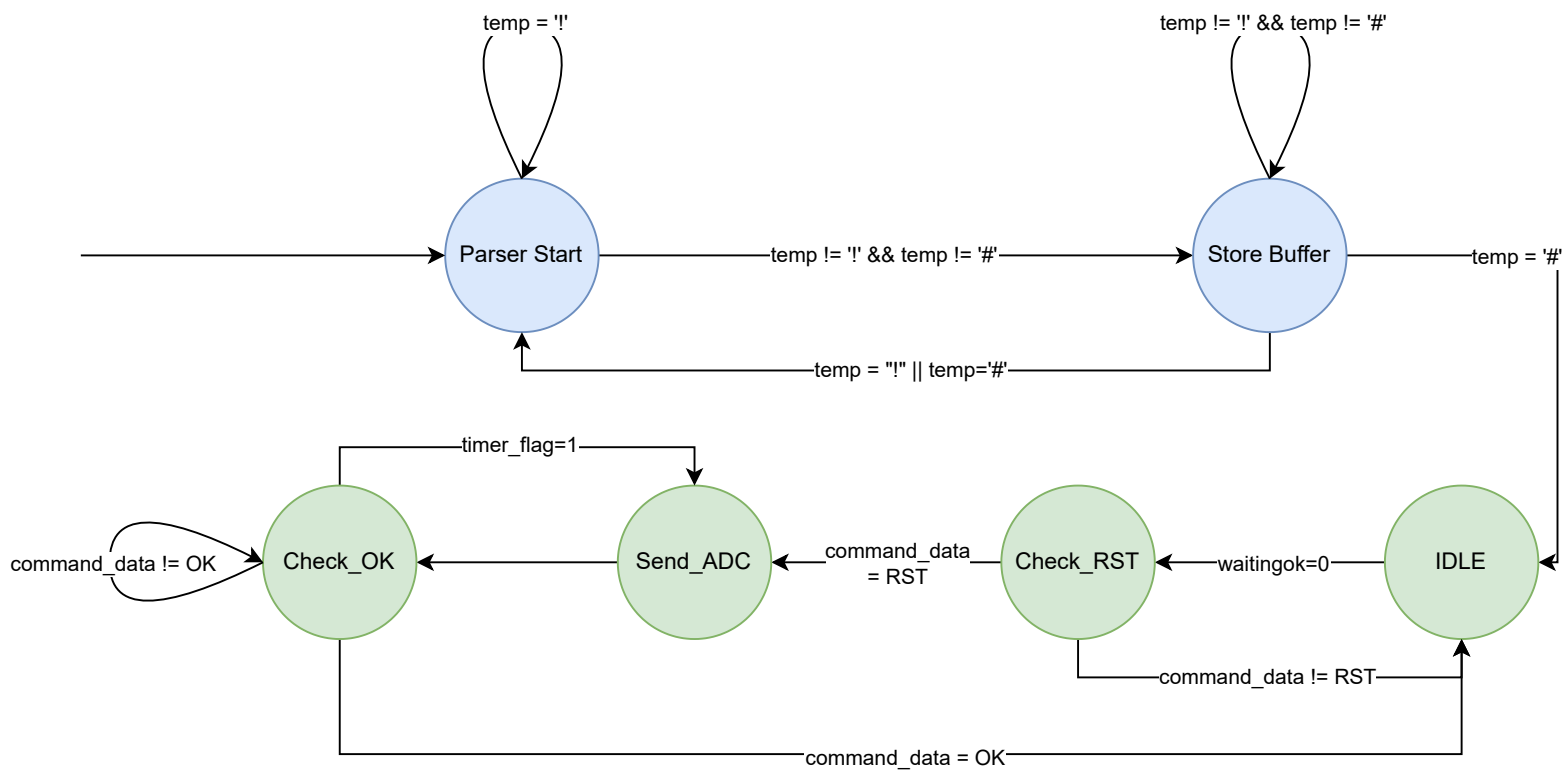 temp = '!'
temp != '!' && temp != '#'
Parser Start
temp != '!' && temp != '#'
Store Buffer
temp = '#'
temp = "!" || temp='#'
timer_flag=1
command_data != OK
Check_OK
Send_ADC
command_data
= RST
Check_RST
waitingok=0
IDLE
command_data != RST
command_data = OK